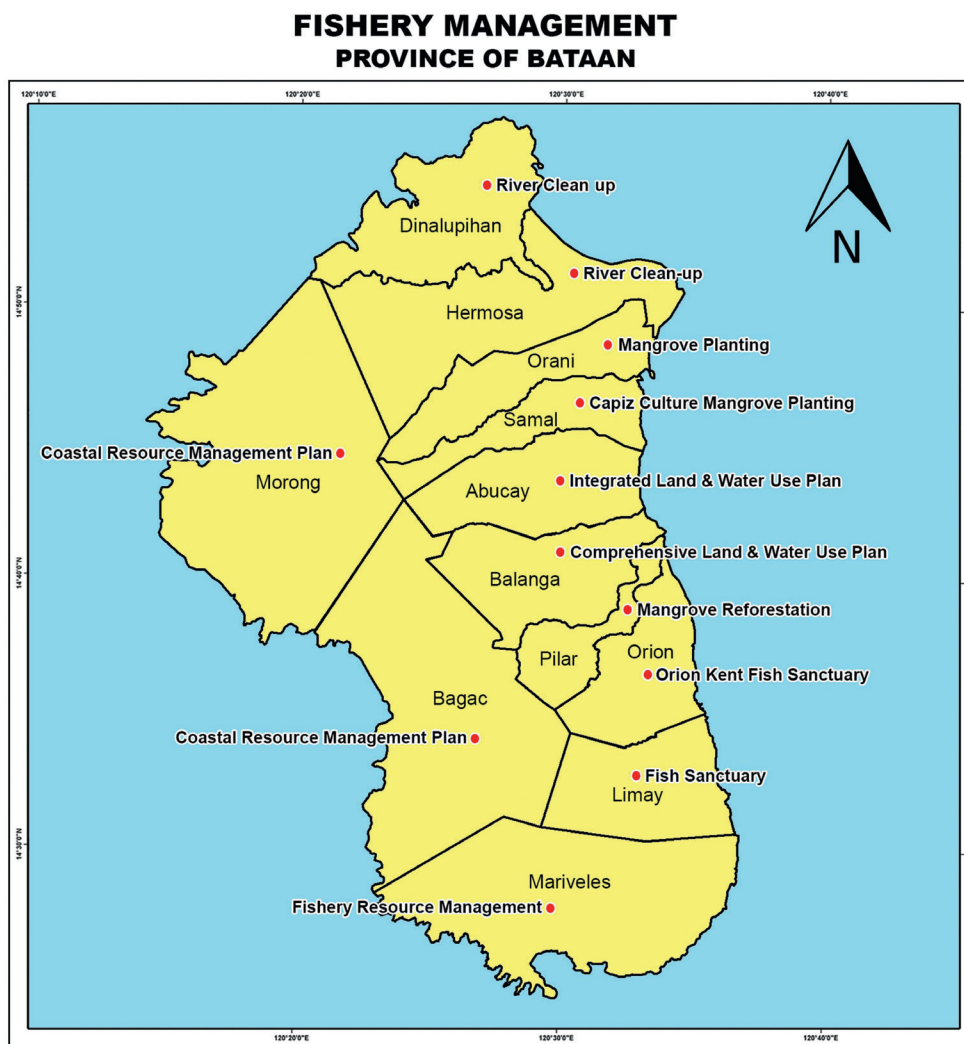 FISHERY MANAGEMENT
PROVINCE OF BATAAN
120°10'0"E
120°20'0"E
120°30'0"E
120°40'0"E
River Clean up
Dinalupihan
N
River Clean-up
14°50'0"N
Hermosa
Mangrove Planting
Orani
Capiz Culture Mangrove Planting
Samal
Coastal Resource Management Plan
Morong
Integrated Land & Water Use Plan
Abucay
Comprehensive Land & Water Use Plan
14°40'0"N
Balanga
Mangrove Reforestation
Orion
Pilar
Orion Kent Fish Sanctuary
Bagac
Coastal Resource Management Plan
Fish Sanctuary
Limay
14°30'0"N
Mariveles
Fishery Resource Management
120°20'0"E
120°30'0"E
120°40'0"E